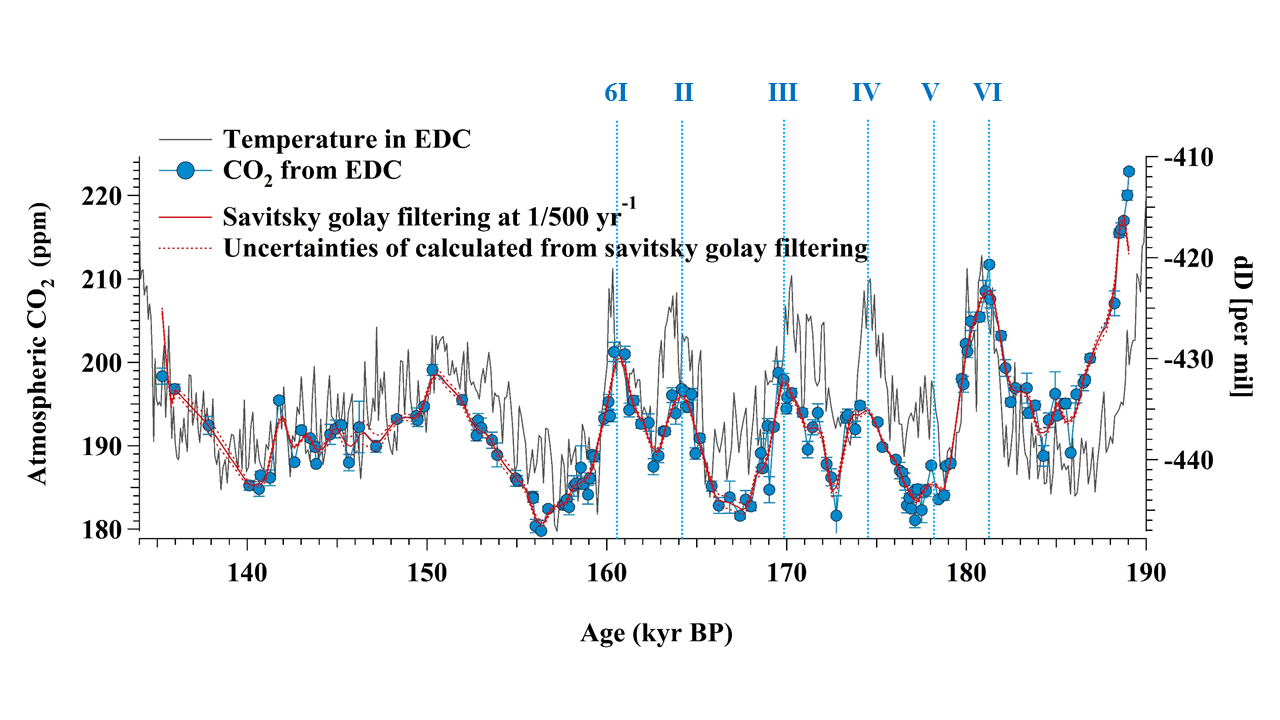 6I II III IV V VI
Temperature in EDC
CO2 from EDC
Savitsky golay filtering at 1/500 yr-1
Uncertainties of calculated from savitsky golay filtering
Atmospheric CO2 (ppm)
220
210
200
190
180
-410
-420
-430
-440
dD [per mil]
140 150 160 170 180 190
Age (kyr BP)